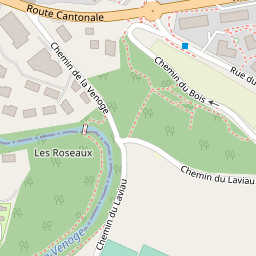 Route Cantonale
Chemin de la Venoge
Chemin du Bois
Rue du
Les Roseaux
Chemin du Laviau
Chemin du Laviau
Venoge